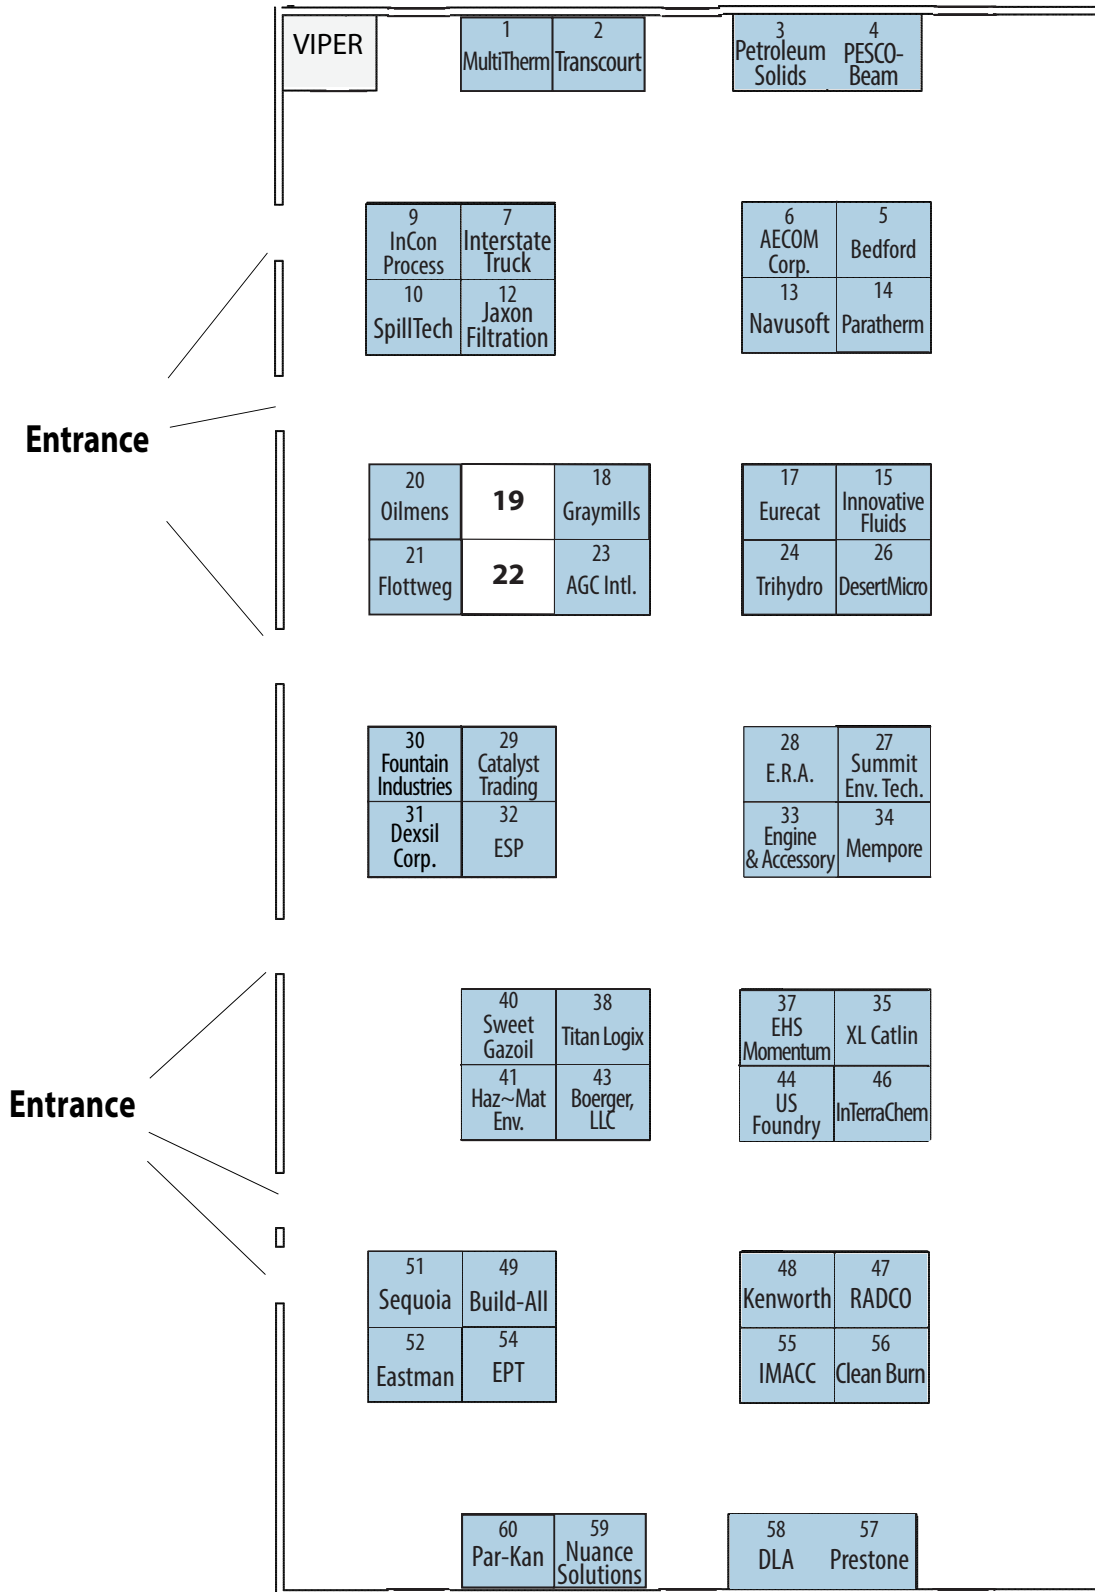 VIPER
1
MultiTherm
2
Transcourt
3
Petroleum
Solids
4
PESCO-
Beam
9
InCon
Process
7
Interstate
Truck
6
AECOM
Corp.
5
Bedford
10
SpillTech
12
Jaxon
Filtration
13
Navusoft
14
Paratherm
Entrance
20
Oilmens
19
18
Graymills
17
Eurecat
15
Innovative
Fluids
21
Flottweg
22
23
AGC Intl.
24
Trihydro
26
DesertMicro
30
Fountain
Industries
29
Catalyst
Trading
28
E.R.A.
27
Summit
Env. Tech.
31
Dexsil
Corp.
32
ESP
33
Engine
& Accessory
34
Mempore
40
Sweet
Gazoil
38
Titan Logix
37
EHS
Momentum
35
XL Catlin
Entrance
41
Haz~Mat
Env.
43
Boerger,
LLC
44
US
Foundry
46
InTerraChem
51
Sequoia
49
Build-All
48
Kenworth
47
RADCO
52
Eastman
54
EPT
55
IMACC
56
Clean Burn
60
Par-Kan
59
Nuance
Solutions
58
DLA
57
Prestone